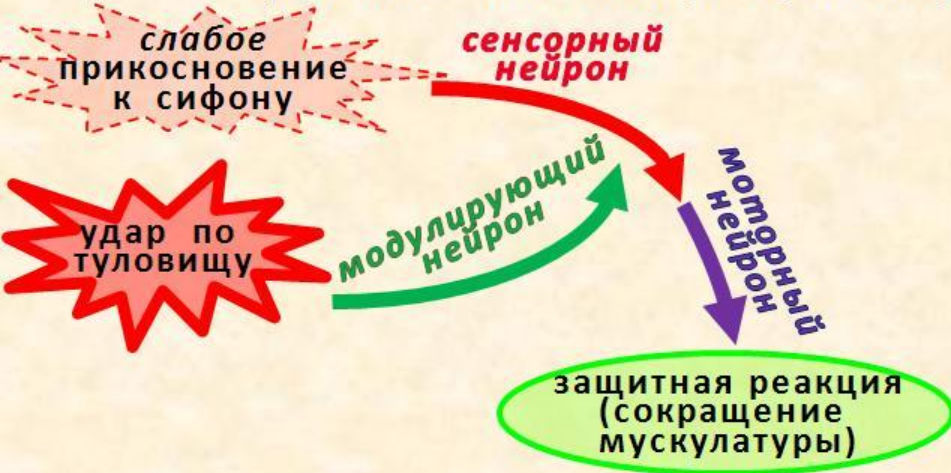 слабое
прикосновение
к сифону
сенсорный
нейрон
удар по
туловищу
модулирующий
нейрон
моторный
нейрон
защитная реакция
(сокращение
мускулатуры)